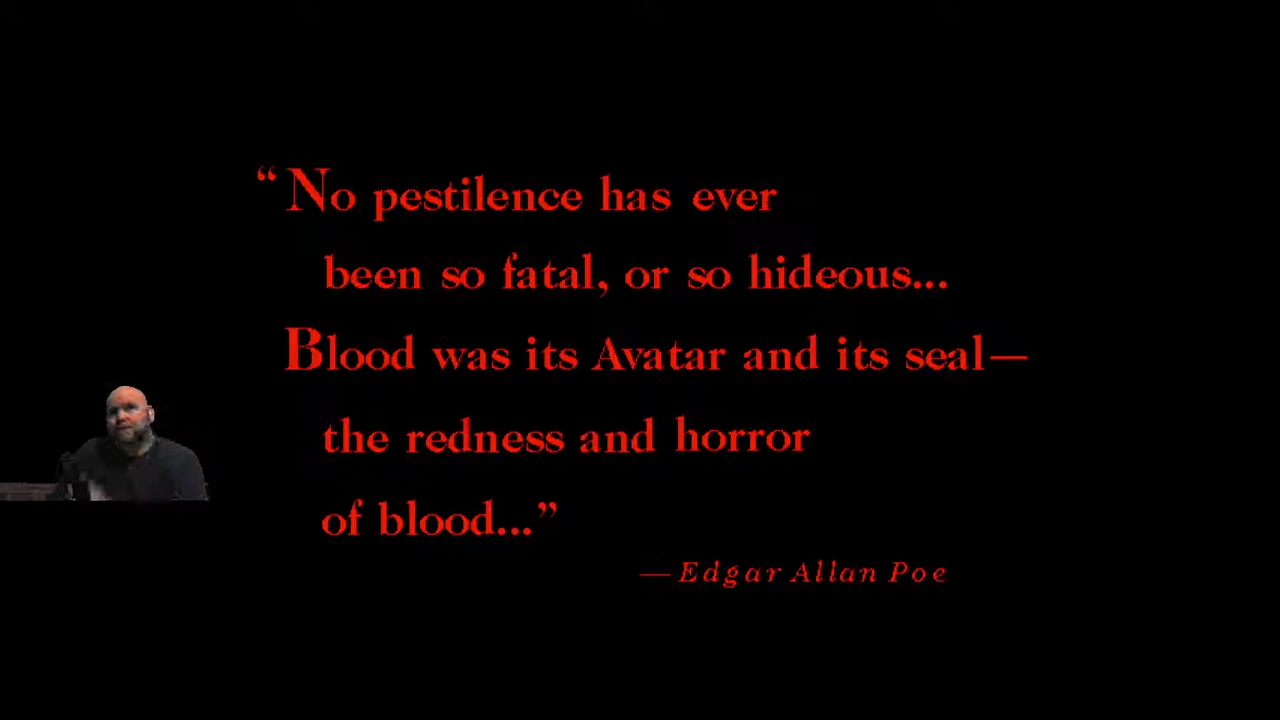 “No pestilence has ever
been so fatal, or so hideous...
Blood was its Avatar and its seal—
the redness and horror
of blood...”
— Edgar Allan Poe